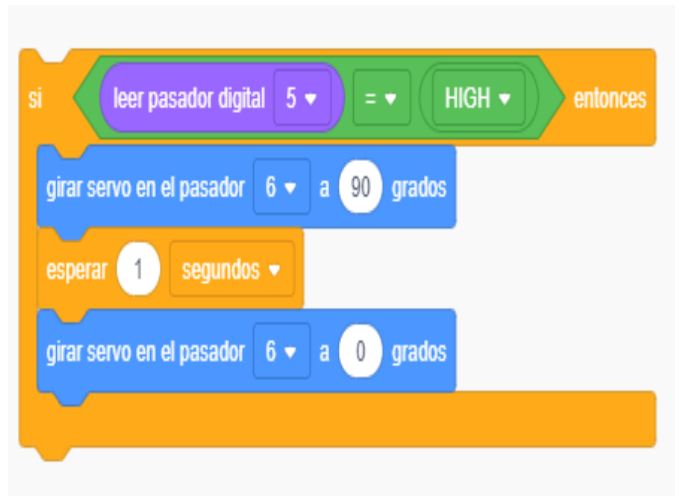 si leer pasador digital 5 = HIGH entonces
girar servo en el pasador 6 a 90 grados
esperar 1 segundos
girar servo en el pasador 6 a 0 grados